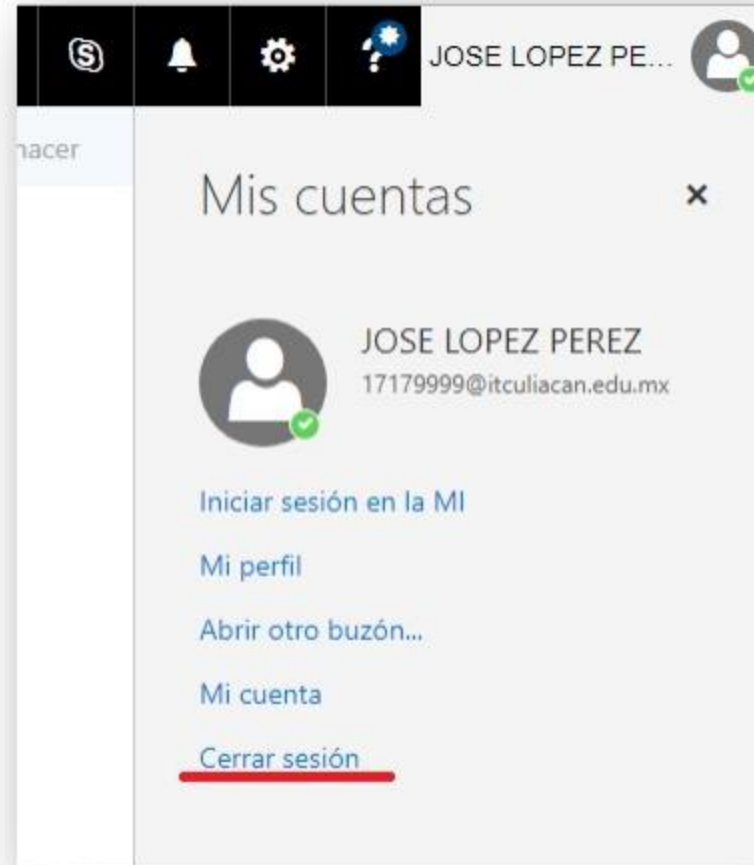 JOSE LOPEZ PE...
nacer
Mis cuentas
JOSE LOPEZ PEREZ
17179999@itculiacan.edu.mx
Iniciar sesión en la MI
Mi perfil
Abrir otro buzón...
Mi cuenta
Cerrar sesión